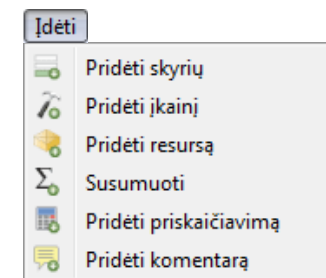 Įdėti
Pridėti skyrių
Pridėti įkainį
Pridėti resursą
Susumuoti
Pridėti priskaičiavimą
Pridėti komentarą